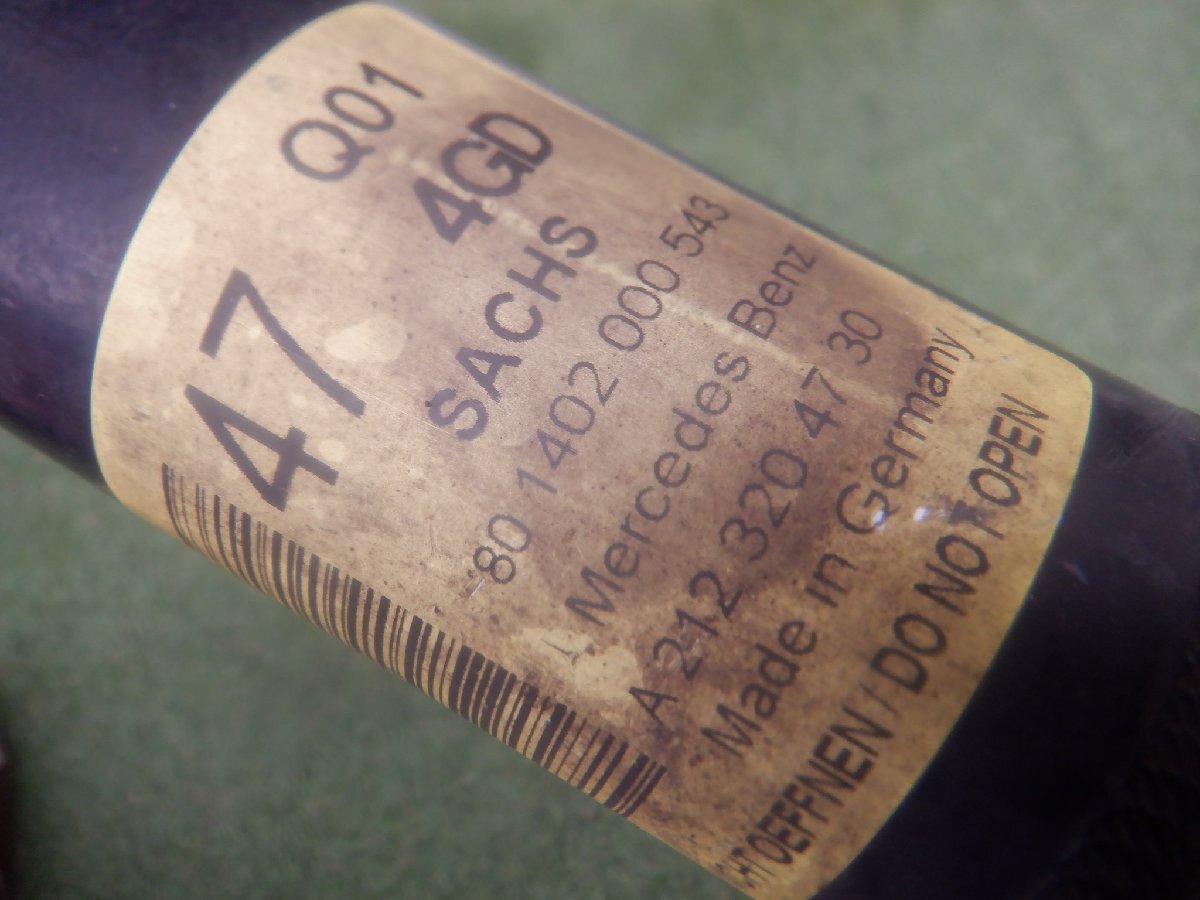 Q01
47
4GD
SACHS
80 1402 000 543
Mercedes Benz
A 212 320 47 30
Made in Germany
CHT OEFFNEN / DO NOT OPEN